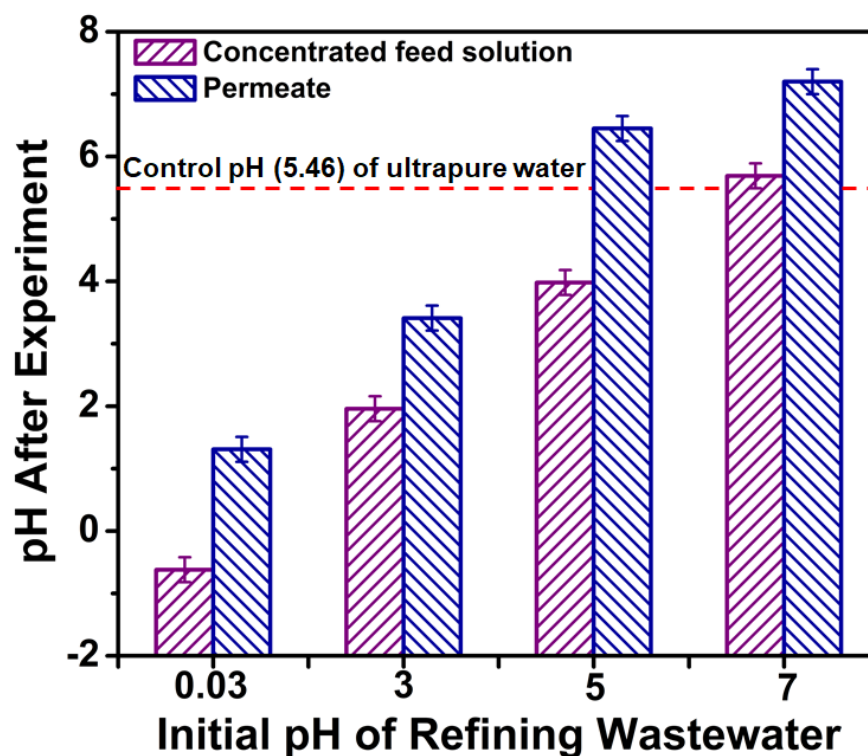 8
Concentrated feed solution
Permeate
6
Control pH (5.46) of ultrapure water
4
2
0
-2
0.03 3 5 7
pH After Experiment
Initial pH of Refining Wastewater